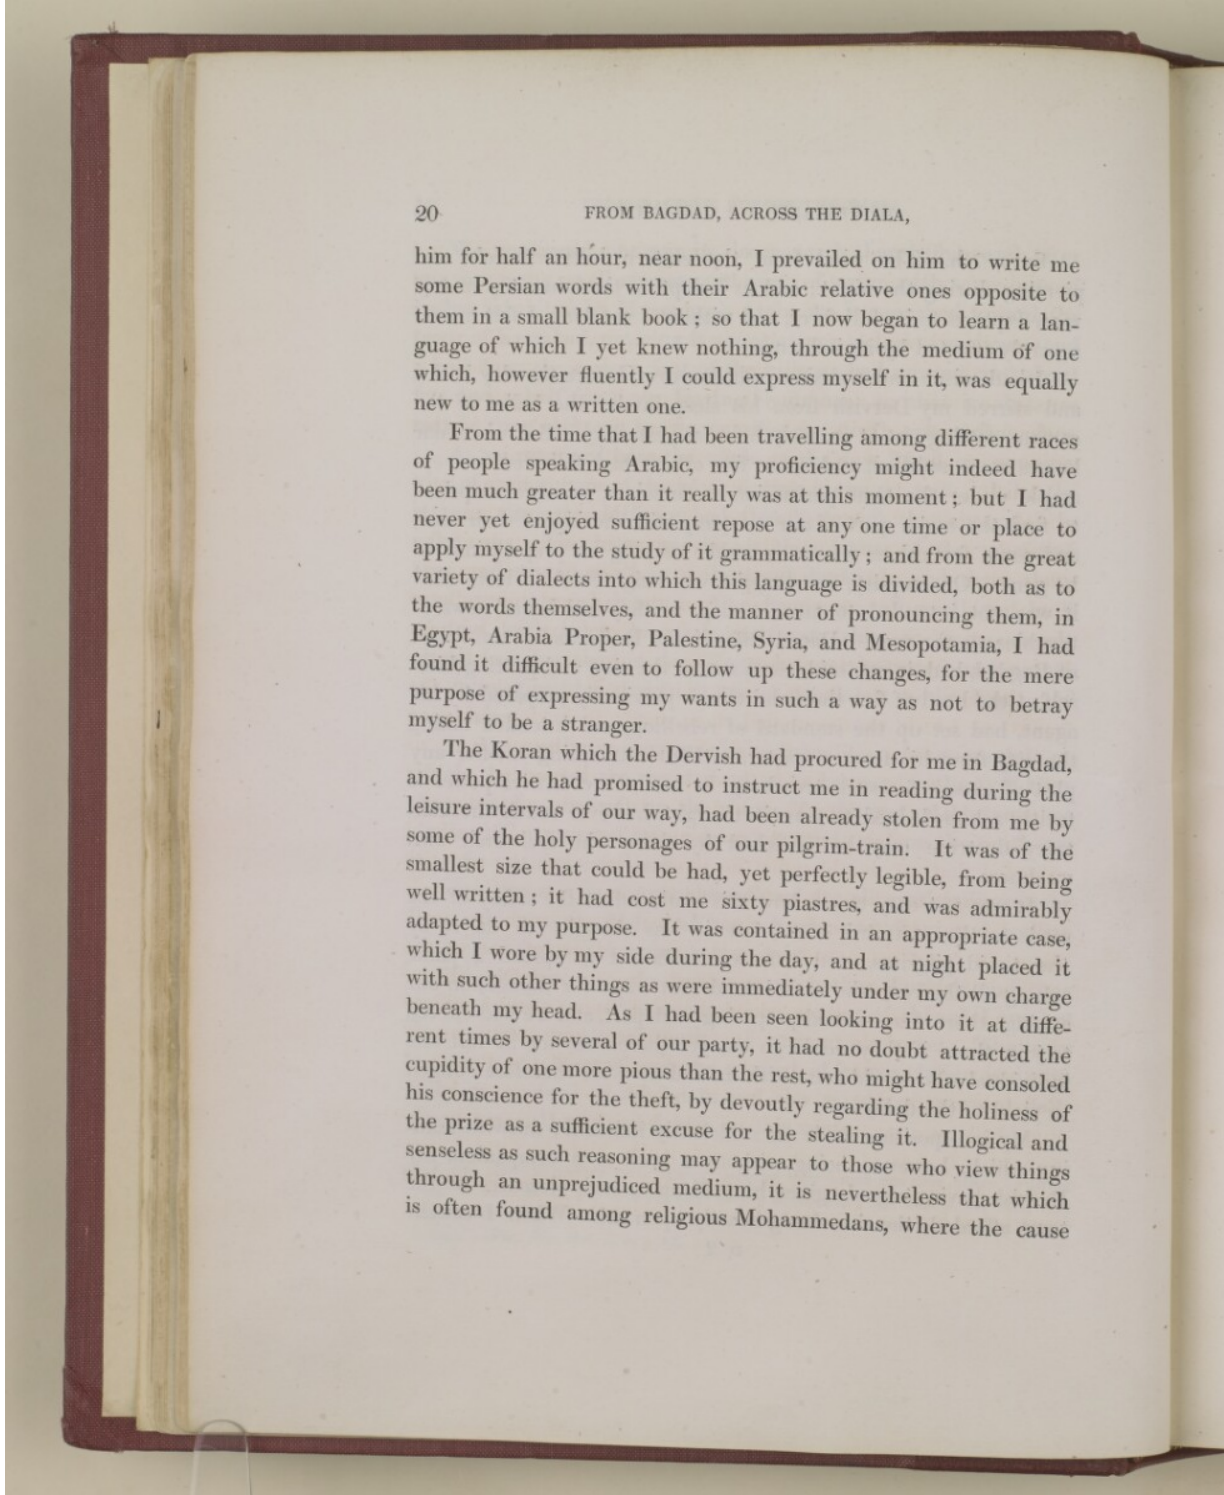 20 FROM BAGDAD, ACROSS THE DIALA,
him for half an hour, near noon, I prevailed on him to write me
some Persian words with their Arabic relative ones opposite to
them in a small blank book ; so that I now began to learn a lan-
guage of which I yet knew nothing, through the medium of one
which, however fluently I could express myself in it, was equally
new to me as a written one.
From the time that I had been travelling among different races
of people speaking Arabic, my proficiency might indeed have
been much greater than it really was at this moment ; but I had
never yet enjoyed sufficient repose at any one time or place to
apply myself to the study of it grammatically ; and from the great
variety of dialects into which this language is divided, both as to
the words themselves, and the manner of pronouncing them, in
Egypt, Arabia Proper, Palestine, Syria, and Mesopotamia, I had
found it difficult even to follow up these changes, for the mere
purpose of expressing my wants in such a way as not to betray
myself to be a stranger.
The Koran which the Dervish had procured for me in Bagdad,
and which he had promised to instruct me in reading during the
leisure intervals of our way, had been already stolen from me by
some of the holy personages of our pilgrim-train. It was of the
smallest size that could be had, yet perfectly legible, from being
well written ; it had cost me sixty piastres, and was admirably
adapted to my purpose. It was contained in an appropriate case,
which I wore by my side during the day, and at night placed it
with such other things as were immediately under my own charge
beneath my head. As I had been seen looking into it at diffe-
rent times by several of our party, it had no doubt attracted the
cupidity of one more pious than the rest, who might have consoled
his conscience for the theft, by devoutly regarding the holiness of
the prize as a sufficient excuse for the stealing it. Illogical and
senseless as such reasoning may appear to those who view things
through an unprejudiced medium, it is nevertheless that which
is often found among religious Mohammedans, where the cause